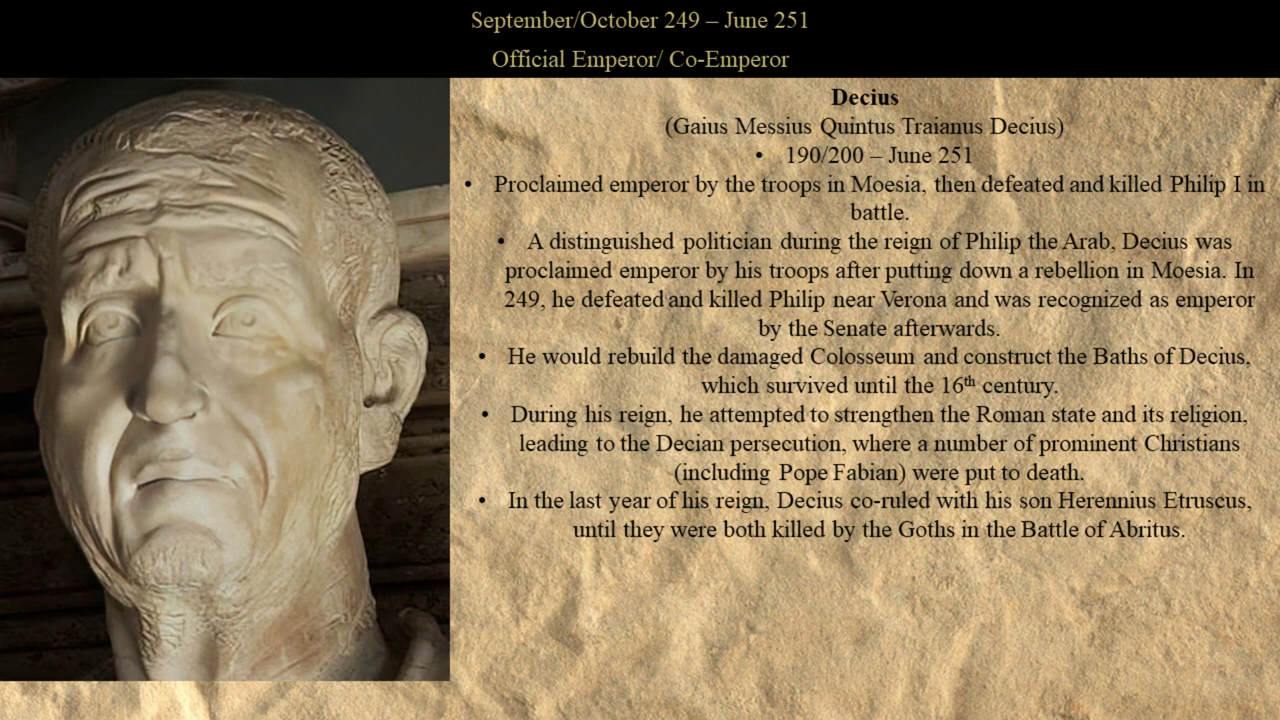 September/October 249 – June 251
Official Emperor/ Co-Emperor
Decius
(Gaius Messius Quintus Traianus Decius)
• 190/200 – June 251
• Proclaimed emperor by the troops in Moesia, then defeated and killed Philip I in
battle.
• A distinguished politician during the reign of Philip the Arab, Decius was
proclaimed emperor by his troops after putting down a rebellion in Moesia. In
249, he defeated and killed Philip near Verona and was recognized as emperor
by the Senate afterwards.
• He would rebuild the damaged Colosseum and construct the Baths of Decius,
which survived until the 16th century.
• During his reign, he attempted to strengthen the Roman state and its religion,
leading to the Decian persecution, where a number of prominent Christians
(including Pope Fabian) were put to death.
• In the last year of his reign, Decius co-ruled with his son Herennius Etruscus,
until they were both killed by the Goths in the Battle of Abritus.